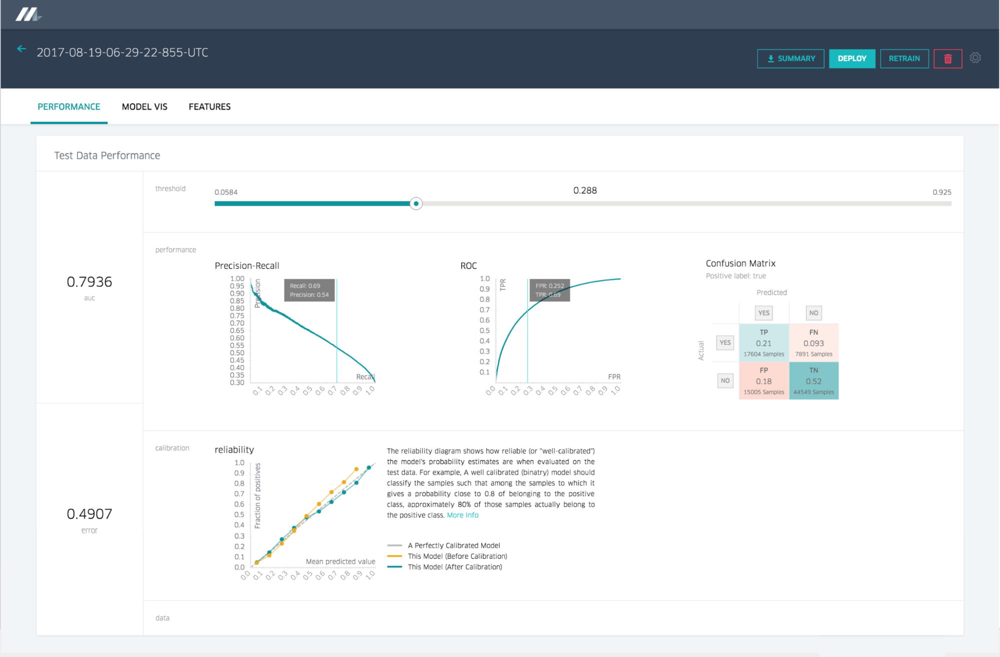 2017-08-19-06-29-22-855-UTC
SUMMARY
DEPLOY
RETRAIN
PERFORMANCE
MODEL VIS
FEATURES
Test Data Performance
0.7936
auc
0.4907
error
threshold
0.0584
0.288
0.925
performance
Precision-Recall
1.00
0.95
0.90
0.85
0.80
0.75
0.70
0.65
0.60
0.55
0.50
0.45
0.40
0.35
0.30
Precision
Recall: 0.69
Precision: 0.54
Recall
0.1 0.2 0.3 0.4 0.5 0.6 0.7 0.8 0.9 1.0
ROC
1.0
0.9
0.8
0.7
0.6
0.5
0.4
0.3
0.2
0.1
TPR
FPR: 0.252
TPR: 0.69
FPR
0.0 0.1 0.2 0.3 0.4 0.5 0.6 0.7 0.8 0.9 1.0
Confusion Matrix
Positive label: true
Predicted
YES NO
Actual
YES
TP
0.21
17604 Samples
FN
0.093
7891 Samples
NO
FP
0.18
15005 Samples
TN
0.52
44549 Samples
calibration
reliability
1.0
0.9
0.8
0.7
0.6
0.5
0.4
0.3
0.2
0.1
0.0
Fraction of positives
Mean predicted value
0.0 0.1 0.2 0.3 0.4 0.5 0.6 0.7 0.8 0.9 1.0
The reliability diagram shows how reliable (or "well-calibrated")
the model's probability estimates are when evaluated on the
test data. For example, A well calibrated (binatry) model should
classify the samples such that among the samples to which it
gives a probability close to 0.8 of belonging to the positive
class, approximately 80% of those samples actually belong to
the positive class. More Info
A Perfectly Calibrated Model
This Model (Before Calibration)
This Model (After Calibration)
data